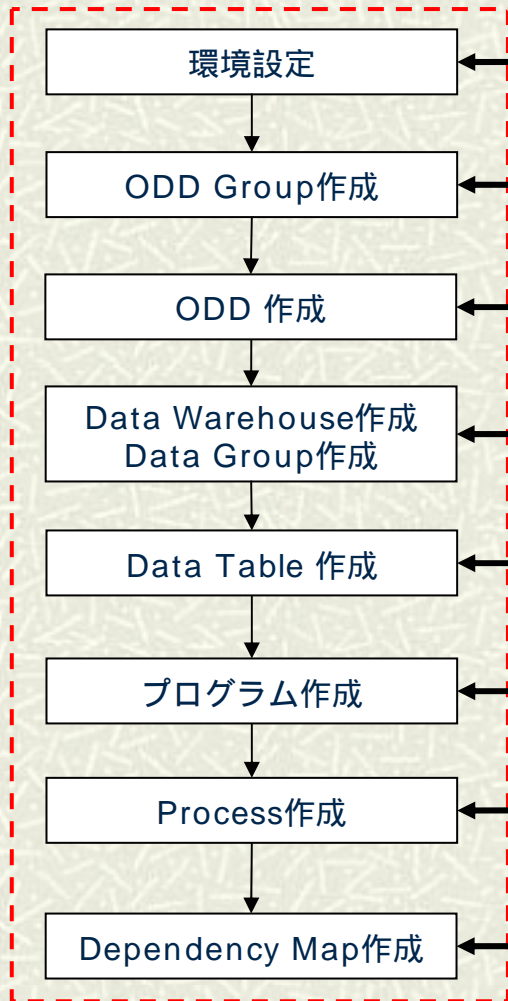 環境設定
ODD Group作成
ODD 作成
Data Warehouse作成
Data Group作成
Data Table 作成
プログラム作成
Process作成
Dependency Map作成